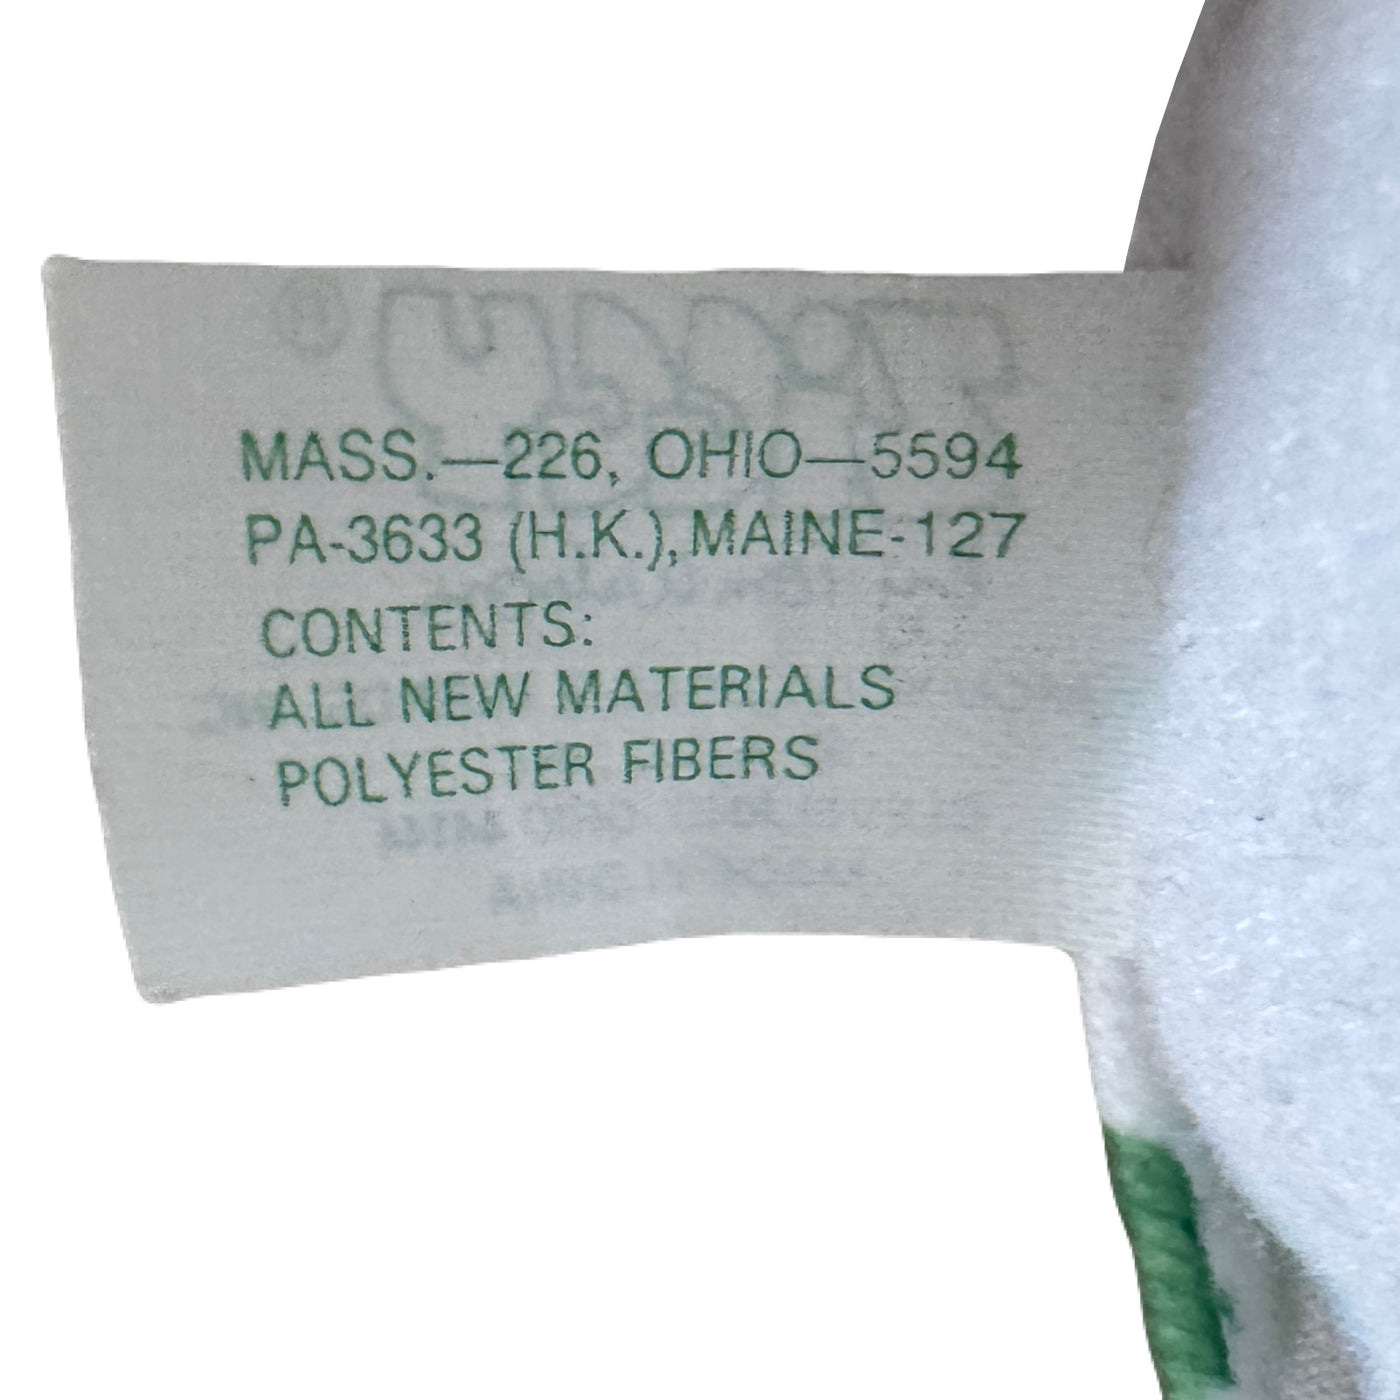 MASS.—226, OHIO—5594
PA-3633 (H.K.), MAINE-127
CONTENTS:
ALL NEW MATERIALS
POLYESTER FIBERS